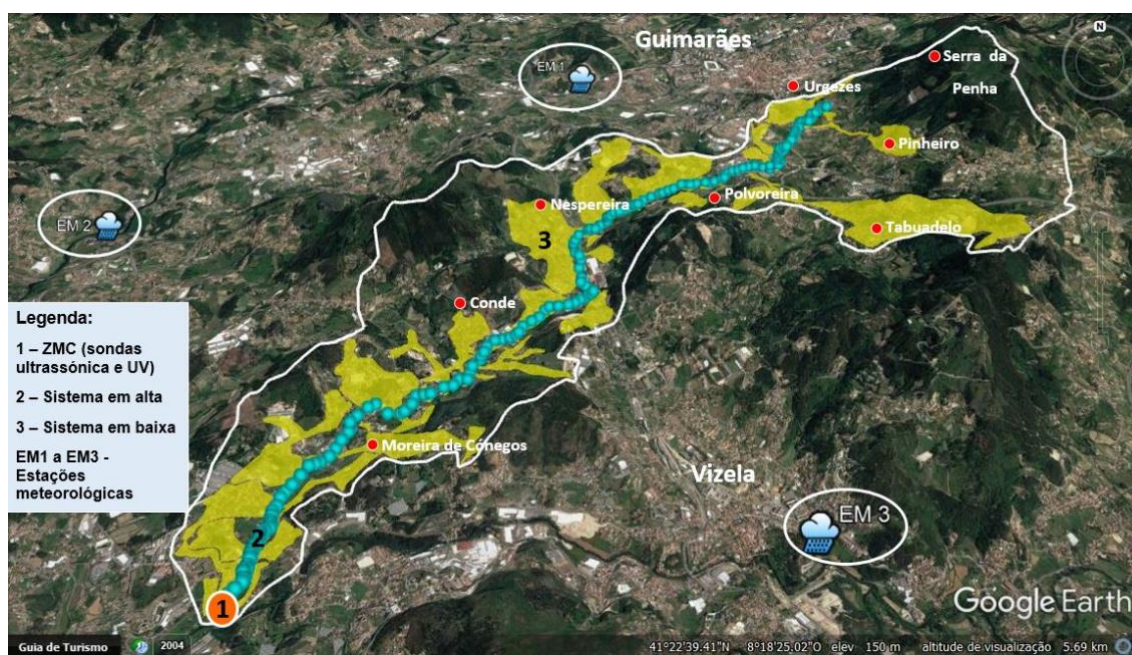 Guimarães
N
EM 1
Serra da
Penha
Urgezes
Pinheiro
EM 2
Nespereira
Polvoreira
3
Tabuadelo
Conde
Legenda:
1 – ZMC (sondas
ultrassónica e UV)
2 – Sistema em alta
3 – Sistema em baixa
EM1 a EM3 -
Estações
meteorológicas
Moreira de Cónegos
Vizela
EM 3
2
1
Google Earth
Guia de Turismo
2004
41°22'39.41"N 8°18'25.02"O elev 150 m altitude de visualização 5.69 km